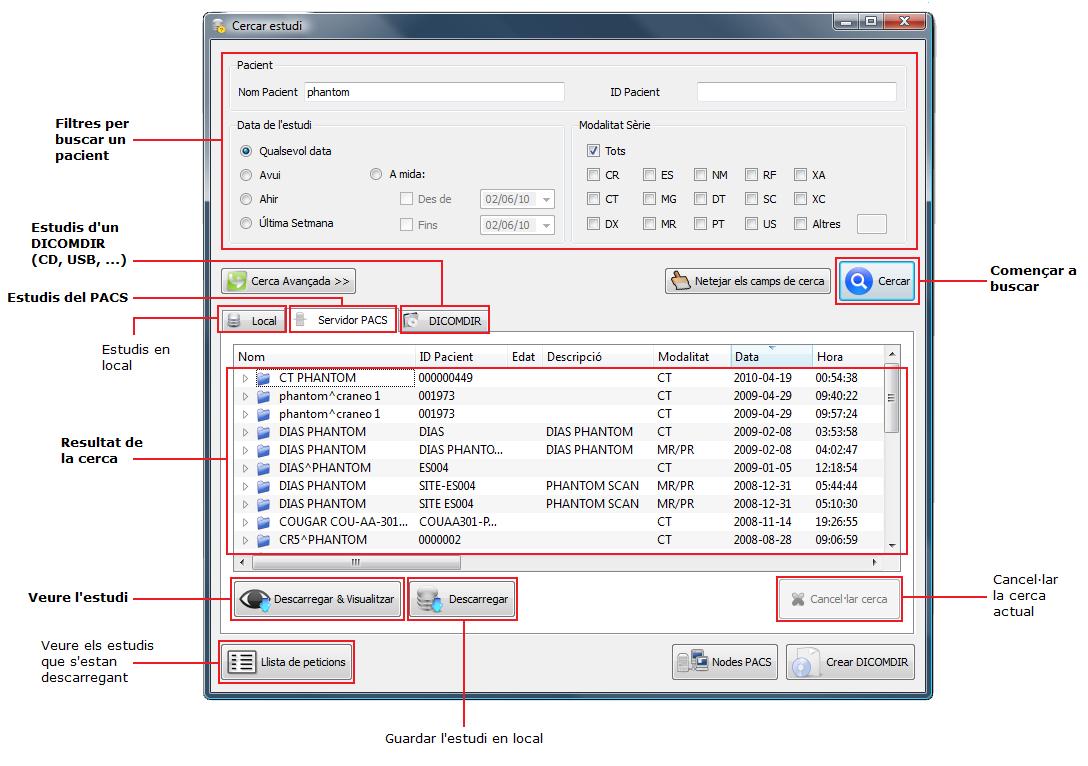 Cercar estudi
Pacient
Nom Pacient phantom ID Pacient
Filtres per
buscar un
pacient
Data de l'estudi
Qualsevol data
Avui
Ahir
Última Setmana
A mida:
Des de 02/06/10
Fins 02/06/10
Modalitat Sèrie
Tots
CR ES NM RF XA
CT MG DT SC XC
DX MR PT US Altres
Estudis d'un
DICOMDIR
(CD, USB, ...)
Cerca Avançada >>
Netejar els camps de cerca
Cercar
Començar a
buscar
Estudis del PACS
Local
Servidor PACS
DICOMDIR
Estudis en
local
Nom ID Pacient Edat Descripció Modalitat Data Hora
CT PHANTOM 000000449 CT 2010-04-19 00:54:38
phantom^craneo 1 001973 CT 2009-04-29 09:40:22
phantom^craneo 1 001973 CT 2009-04-29 09:57:24
DIAS PHANTOM DIAS DIAS PHANTOM CT 2009-02-08 03:53:58
DIAS PHANTOM DIAS PHANTO... DIAS PHANTOM MR/PR 2009-02-08 04:02:47
DIAS^PHANTOM ES004 CT 2009-01-05 12:18:54
DIAS PHANTOM SITE-ES004 PHANTOM SCAN MR/PR 2008-12-31 05:44:44
DIAS PHANTOM SITE ES004 PHANTOM SCAN MR/PR 2008-12-31 05:10:30
COUGAR COU-AA-301... COUAA301-P... CT 2008-11-14 19:26:55
CR5^PHANTOM 0000002 CT 2008-08-28 09:06:59
Resultat de
la cerca
Veure l'estudi
Descarregar & Visualitzar
Descarregar
Cancel·lar cerca
Cancel·lar
la cerca
actual
Veure els estudis
que s'estan
descarregant
Llista de peticions
Nodes PACS
Crear DICOMDIR
Guardar l'estudi en local